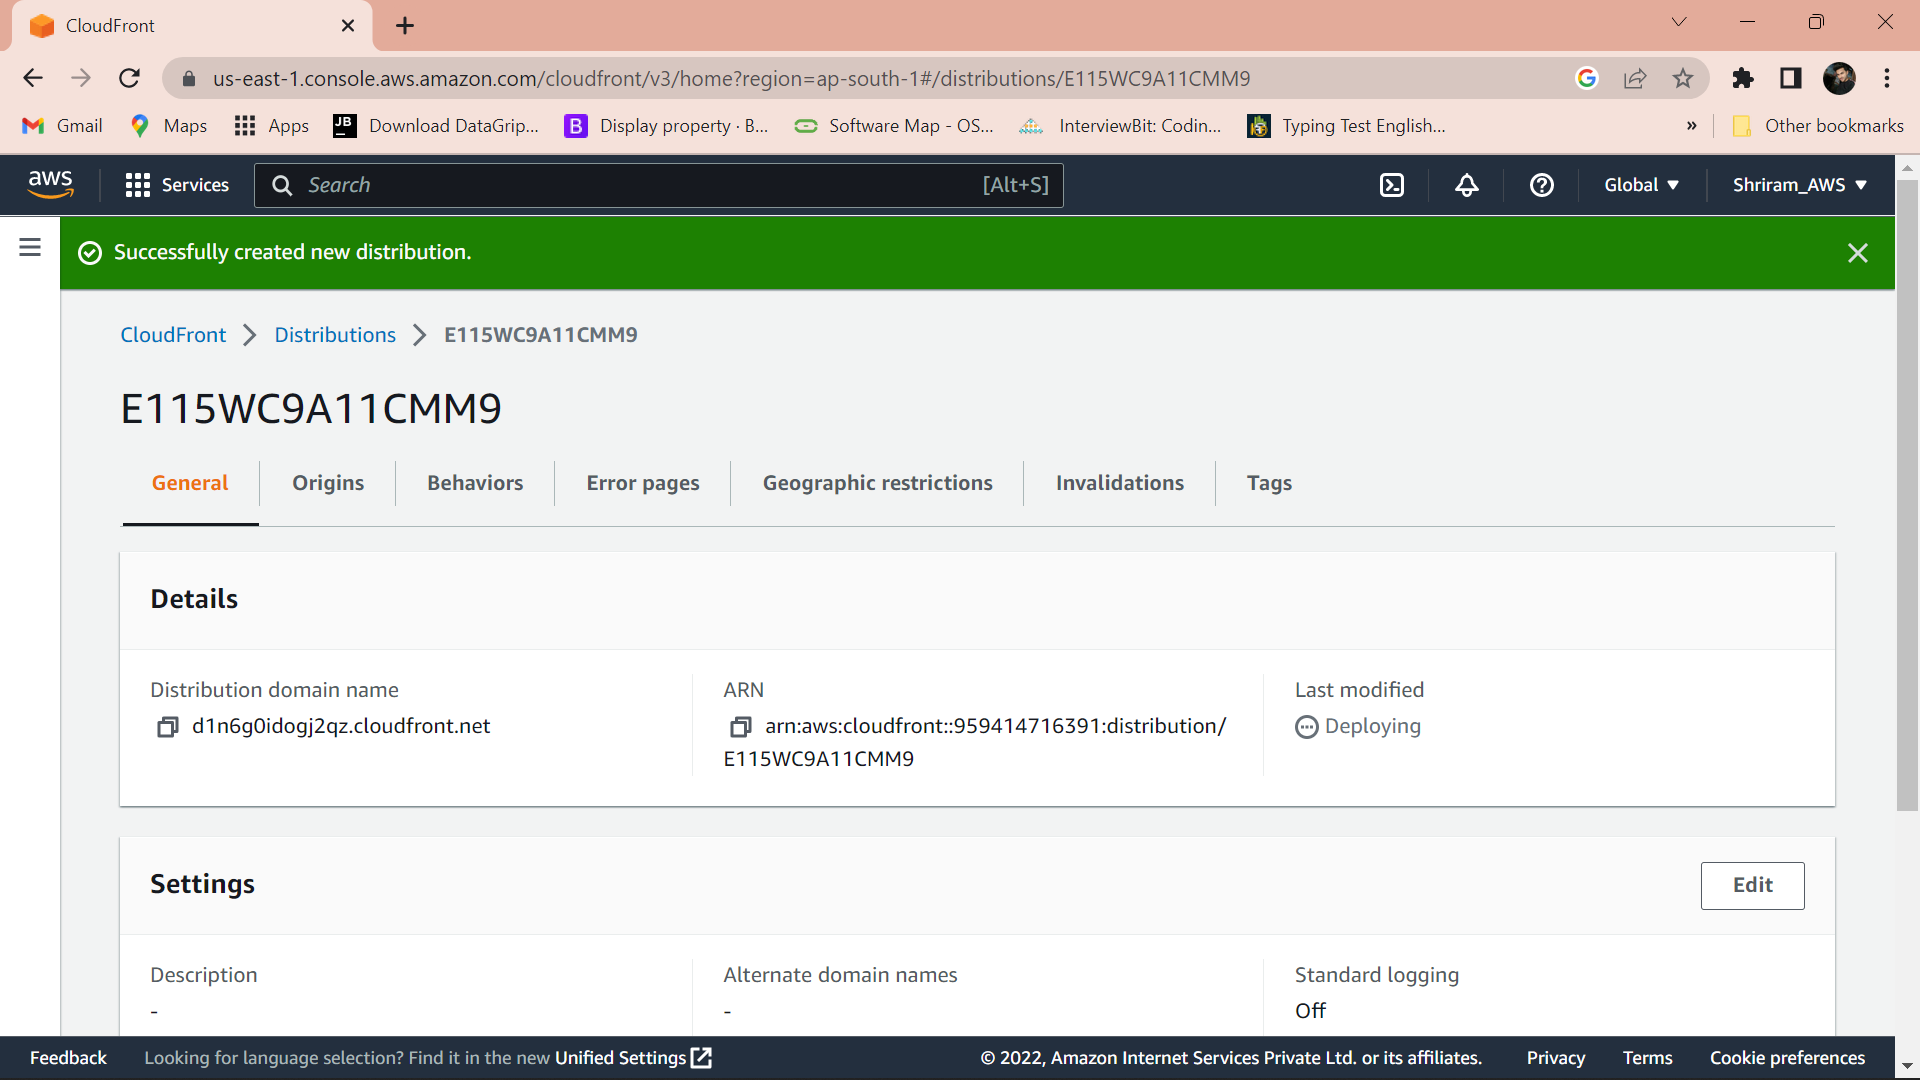 CloudFront
us-east-1.console.aws.amazon.com/cloudfront/v3/home?region=ap-south-1#/distributions/E115WC9A11CMM9
Gmail Maps Apps JB Download DataGrip... B Display property · B... Software Map - OS... InterviewBit: Codin... Typing Test English... » Other bookmarks
aws Services Search [Alt+S] Global Shriram_AWS
Successfully created new distribution.
CloudFront Distributions E115WC9A11CMM9
E115WC9A11CMM9
General Origins Behaviors Error pages Geographic restrictions Invalidations Tags
Details
Distribution domain name
d1n6g0idogj2qz.cloudfront.net
ARN
arn:aws:cloudfront::959414716391:distribution/
E115WC9A11CMM9
Last modified
Deploying
Settings
Edit
Description
-
Alternate domain names
-
Standard logging
Off
Feedback Looking for language selection? Find it in the new Unified Settings © 2022, Amazon Internet Services Private Ltd. or its affiliates. Privacy Terms Cookie preferences